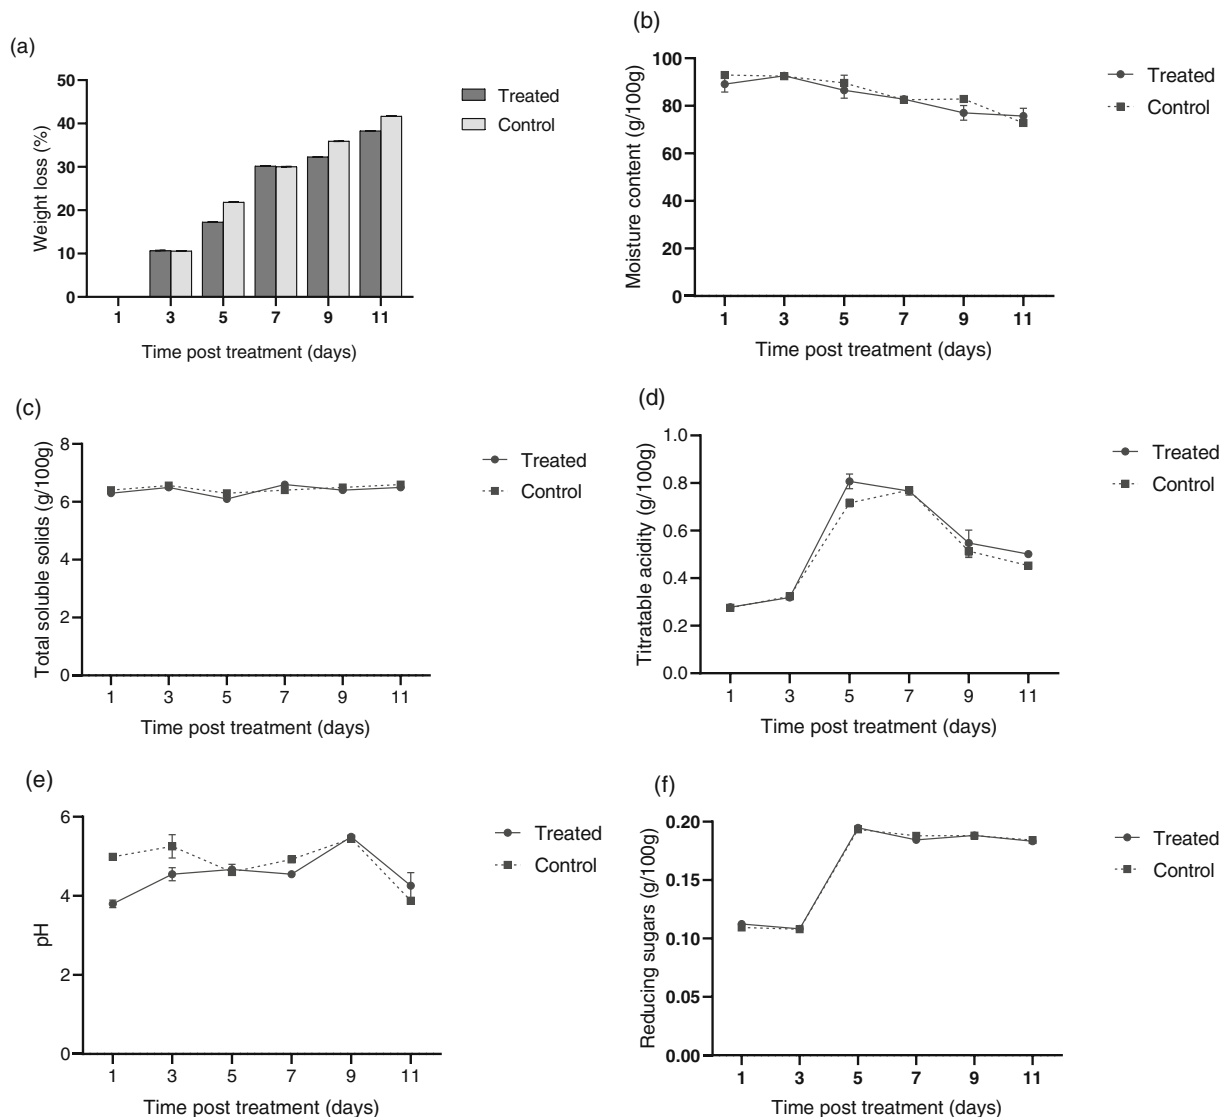 (a)
50
40
30
20
10
0
Weight loss (%)
1 3 5 7 9 11
Time post treatment (days)
Treated
Control
(b)
100
80
60
40
20
0
Moisture content (g/100g)
1 3 5 7 9 11
Time post treatment (days)
Treated
Control
(c)
8
6
4
2
0
Total soluble solids (g/100g)
1 3 5 7 9 11
Time post treatment (days)
Treated
Control
(d)
1.0
0.8
0.6
0.4
0.2
0.0
Titratable acidity (g/100g)
1 3 5 7 9 11
Time post treatment (days)
Treated
Control
(e)
6
4
2
0
pH
1 3 5 7 9 11
Time post treatment (days)
Treated
Control
(f)
0.20
0.15
0.10
0.05
0.00
Reducing sugars (g/100g)
1 3 5 7 9 11
Time post treatment (days)
Treated
Control